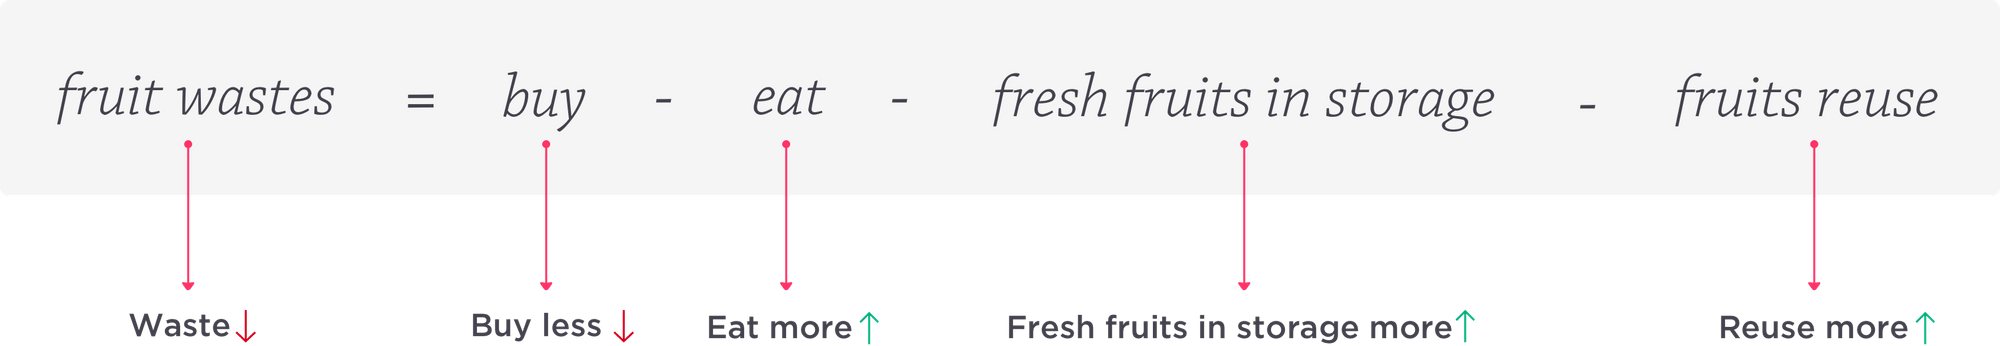 fruit wastes = buy - eat - fresh fruits in storage - fruits reuse
Waste↓ Buy less ↓ Eat more↑ Fresh fruits in storage more↑ Reuse more↑